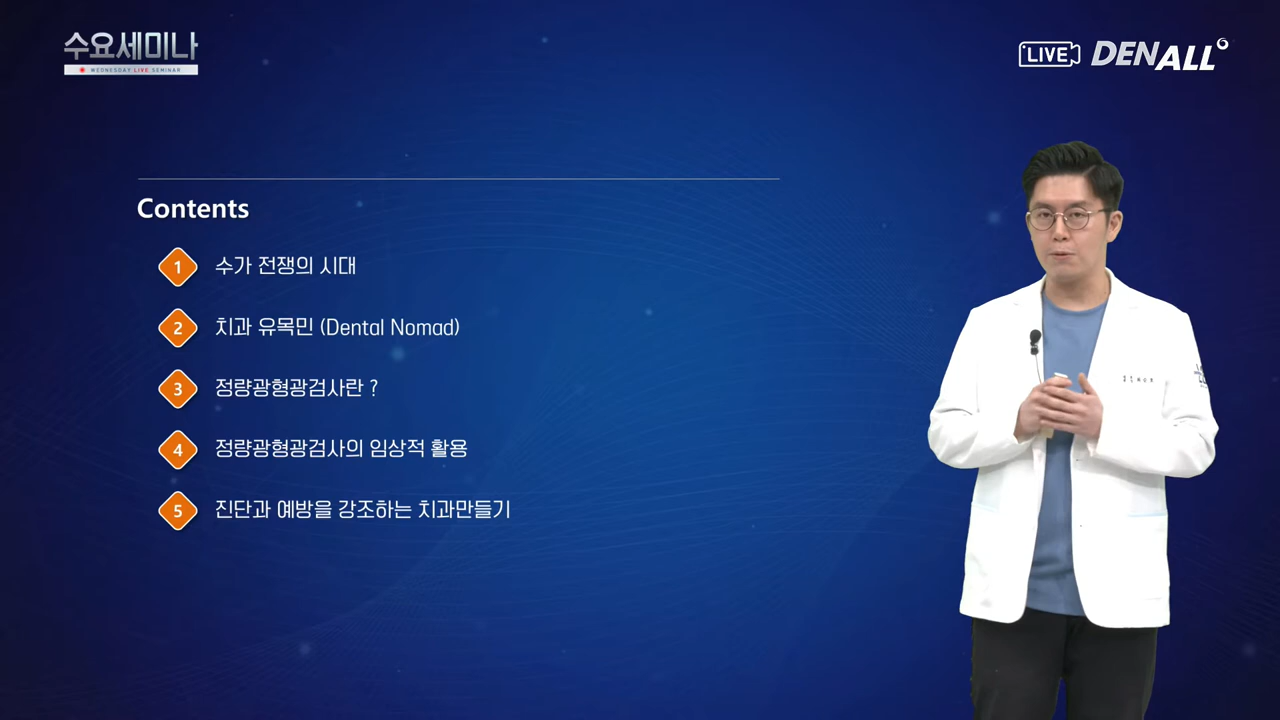 수요세미나
WEDNESDAY LIVE SEMINAR
LIVE DENALL
Contents
1 수가 전쟁의 시대
2 치과 유목민 (Dental Nomad)
3 정량광형광검사란 ?
4 정량광형광검사의 임상적 활용
5 진단과 예방을 강조하는 치과만들기